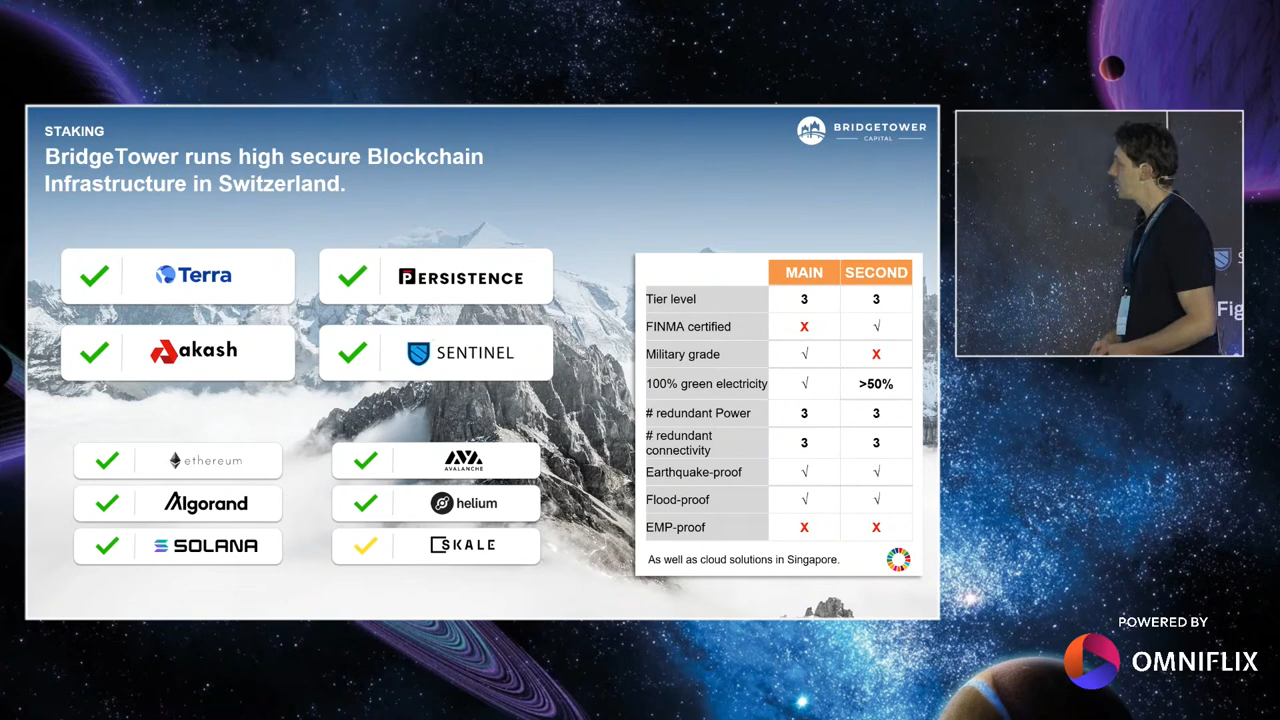 STAKING
BridgeTower runs high secure Blockchain
Infrastructure in Switzerland.
BRIDGETOWER
CAPITAL
Terra
PERSISTENCE
akash
SENTINEL
ethereum
AVALANCHE
Algorand
helium
SOLANA
SKALE
MAIN SECOND
Tier level 3 3
FINMA certified X √
Military grade √ X
100% green electricity √ >50%
# redundant Power 3 3
# redundant
connectivity 3 3
Earthquake-proof √ √
Flood-proof √ √
EMP-proof X X
As well as cloud solutions in Singapore.
Fig
POWERED BY
OMNIFLIX